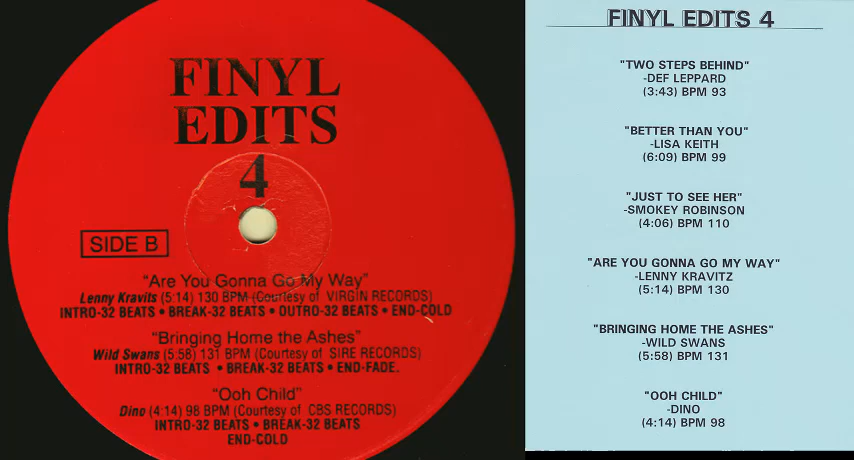 FINYL
EDITS
4
SIDE B
"Are You Gonna Go My Way"
Lenny Kravits (5:14) 130 BPM (Courtesy of VIRGIN RECORDS)
INTRO-32 BEATS • BREAK-32 BEATS • OUTRO-32 BEATS • END-COLD
"Bringing Home the Ashes"
Wild Swans (5:58) 131 BPM (Courtesy of SIRE RECORDS)
INTRO-32 BEATS • BREAK-32 BEATS • END-FADE.
"Ooh Child"
Dino (4:14) 98 BPM (Courtesy of CBS RECORDS)
INTRO-32 BEATS • BREAK-32 BEATS
END-COLD
FINYL EDITS 4
"TWO STEPS BEHIND"
-DEF LEPPARD
(3:43) BPM 93
"BETTER THAN YOU"
-LISA KEITH
(6:09) BPM 99
"JUST TO SEE HER"
-SMOKEY ROBINSON
(4:06) BPM 110
"ARE YOU GONNA GO MY WAY"
-LENNY KRAVITZ
(5:14) BPM 130
"BRINGING HOME THE ASHES"
-WILD SWANS
(5:58) BPM 131
"OOH CHILD"
-DINO
(4:14) BPM 98